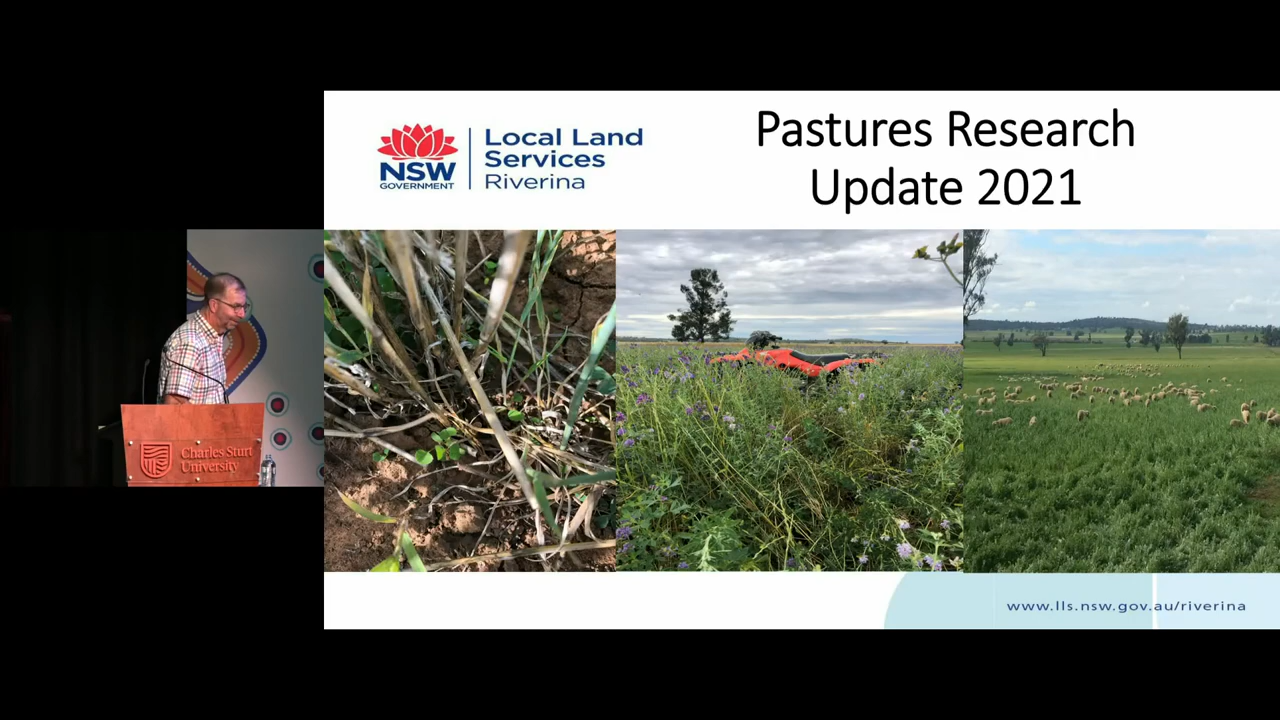 Pastures Research
Update 2021
Local Land
Services
Riverina
NSW
GOVERNMENT
Charles Sturt
University
www.lls.nsw.gov.au/riverina